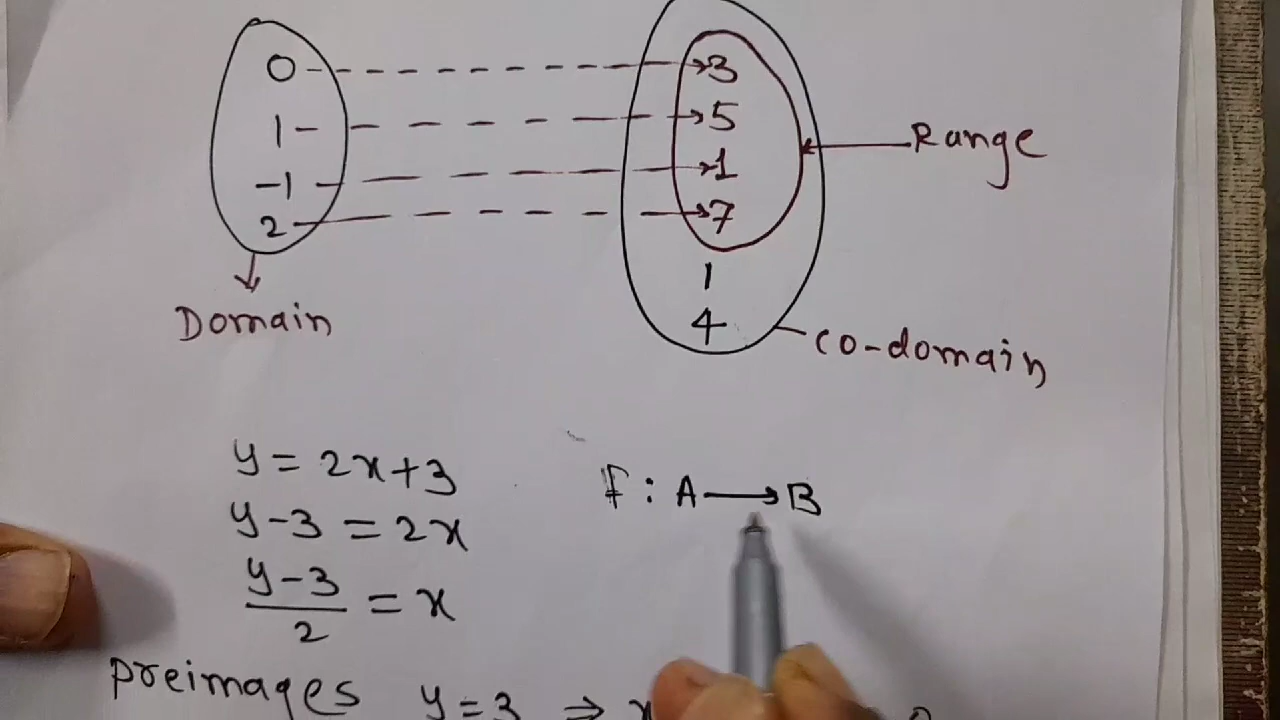 0 3
1 5 Range
-1 1
2 7
1
Domain 4 co-domain
y = 2x+3 F : A → B
y-3 = 2x
y-3/2 = x
Preimages y=3 ⇒ x